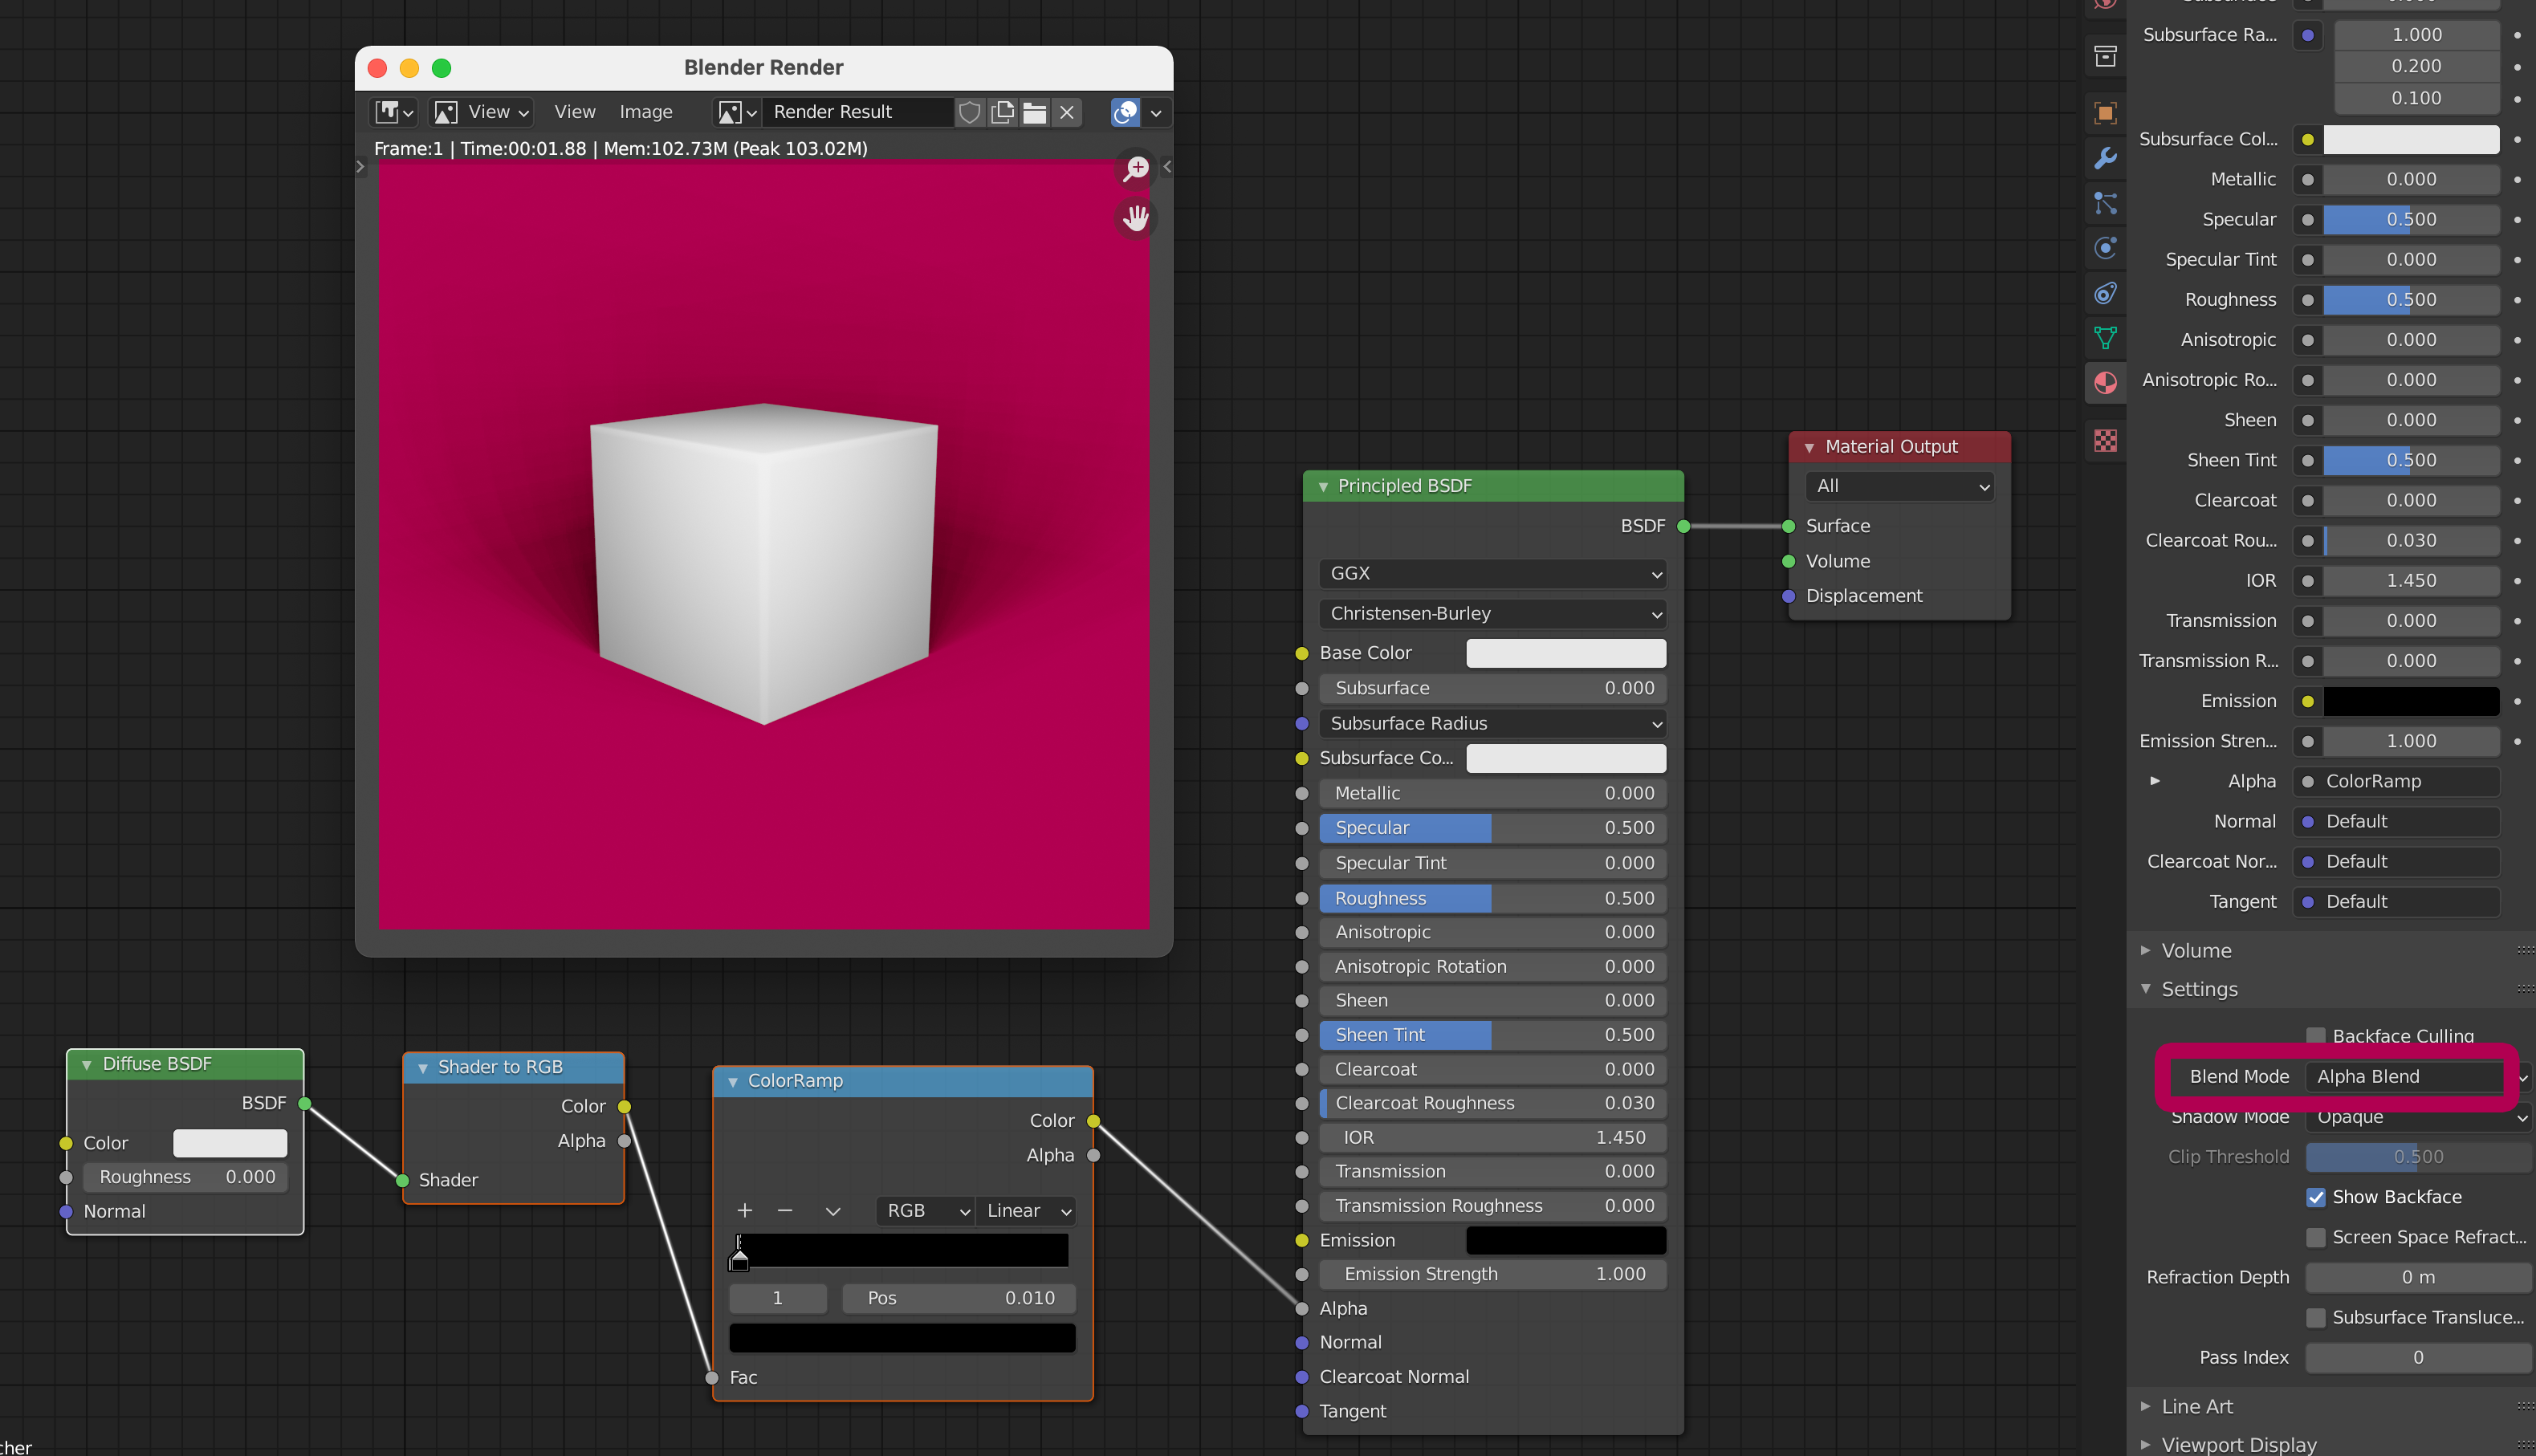 Blender Render
View
View Image
Render Result
Frame:1 | Time:00:01.88 | Mem:102.73M (Peak 103.02M)
Diffuse BSDF
BSDF
Color
Roughness 0.000
Normal
Shader to RGB
Color
Alpha
Shader
ColorRamp
Color
Alpha
RGB Linear
1 Pos 0.010
Fac
Principled BSDF
BSDF
GGX
Christensen-Burley
Base Color
Subsurface 0.000
Subsurface Radius
Subsurface Co...
Metallic 0.000
Specular 0.500
Specular Tint 0.000
Roughness 0.500
Anisotropic 0.000
Anisotropic Rotation 0.000
Sheen 0.000
Sheen Tint 0.500
Clearcoat 0.000
Clearcoat Roughness 0.030
IOR 1.450
Transmission 0.000
Transmission Roughness 0.000
Emission
Emission Strength 1.000
Alpha
Normal
Clearcoat Normal
Tangent
Material Output
All
Surface
Volume
Displacement
Subsurface Ra... 1.000
0.200
0.100
Subsurface Col...
Metallic 0.000
Specular 0.500
Specular Tint 0.000
Roughness 0.500
Anisotropic 0.000
Anisotropic Ro... 0.000
Sheen 0.000
Sheen Tint 0.500
Clearcoat 0.000
Clearcoat Rou... 0.030
IOR 1.450
Transmission 0.000
Transmission R... 0.000
Emission
Emission Stren... 1.000
Alpha ColorRamp
Normal Default
Clearcoat Nor... Default
Tangent Default
Volume
Settings
Backface Culling
Blend Mode Alpha Blend
Shadow Mode Opaque
Clip Threshold 0.500
Show Backface
Screen Space Refract...
Refraction Depth 0 m
Subsurface Transluce...
Pass Index 0
Line Art
Viewport Display